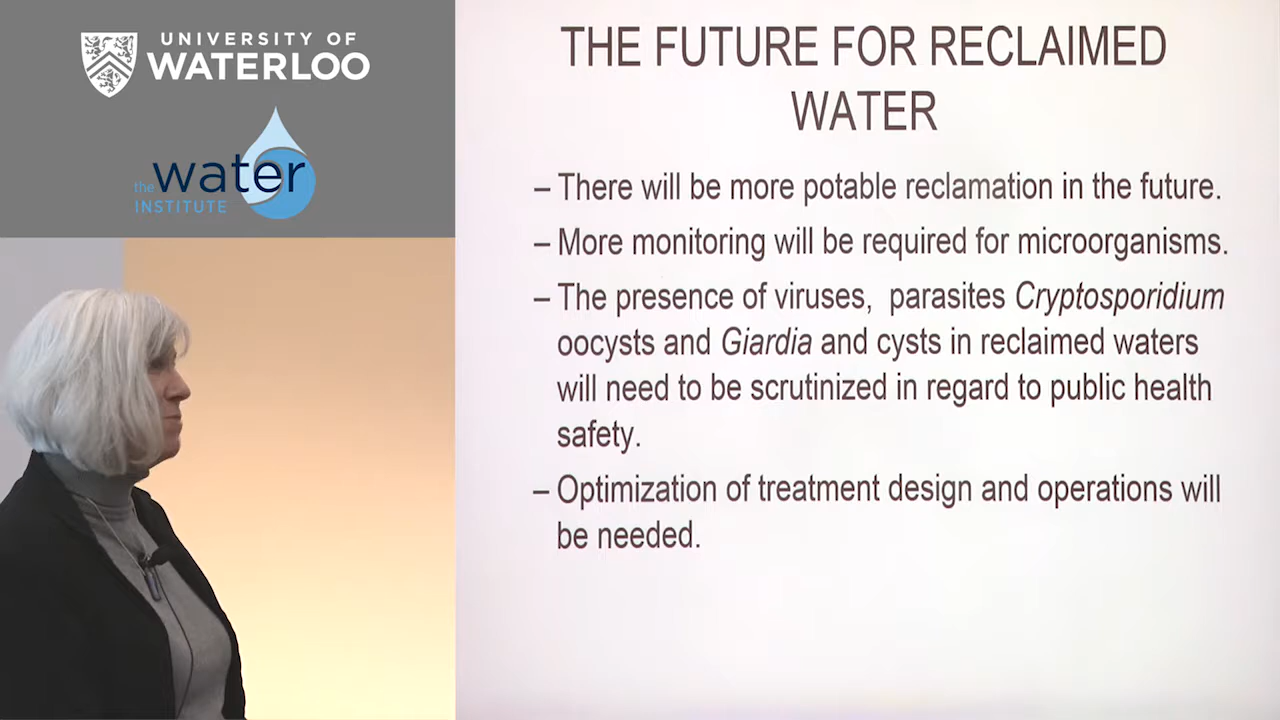 UNIVERSITY OF
WATERLOO
the water
INSTITUTE
THE FUTURE FOR RECLAIMED
WATER
– There will be more potable reclamation in the future.
– More monitoring will be required for microorganisms.
– The presence of viruses, parasites Cryptosporidium
oocysts and Giardia and cysts in reclaimed waters
will need to be scrutinized in regard to public health
safety.
– Optimization of treatment design and operations will
be needed.